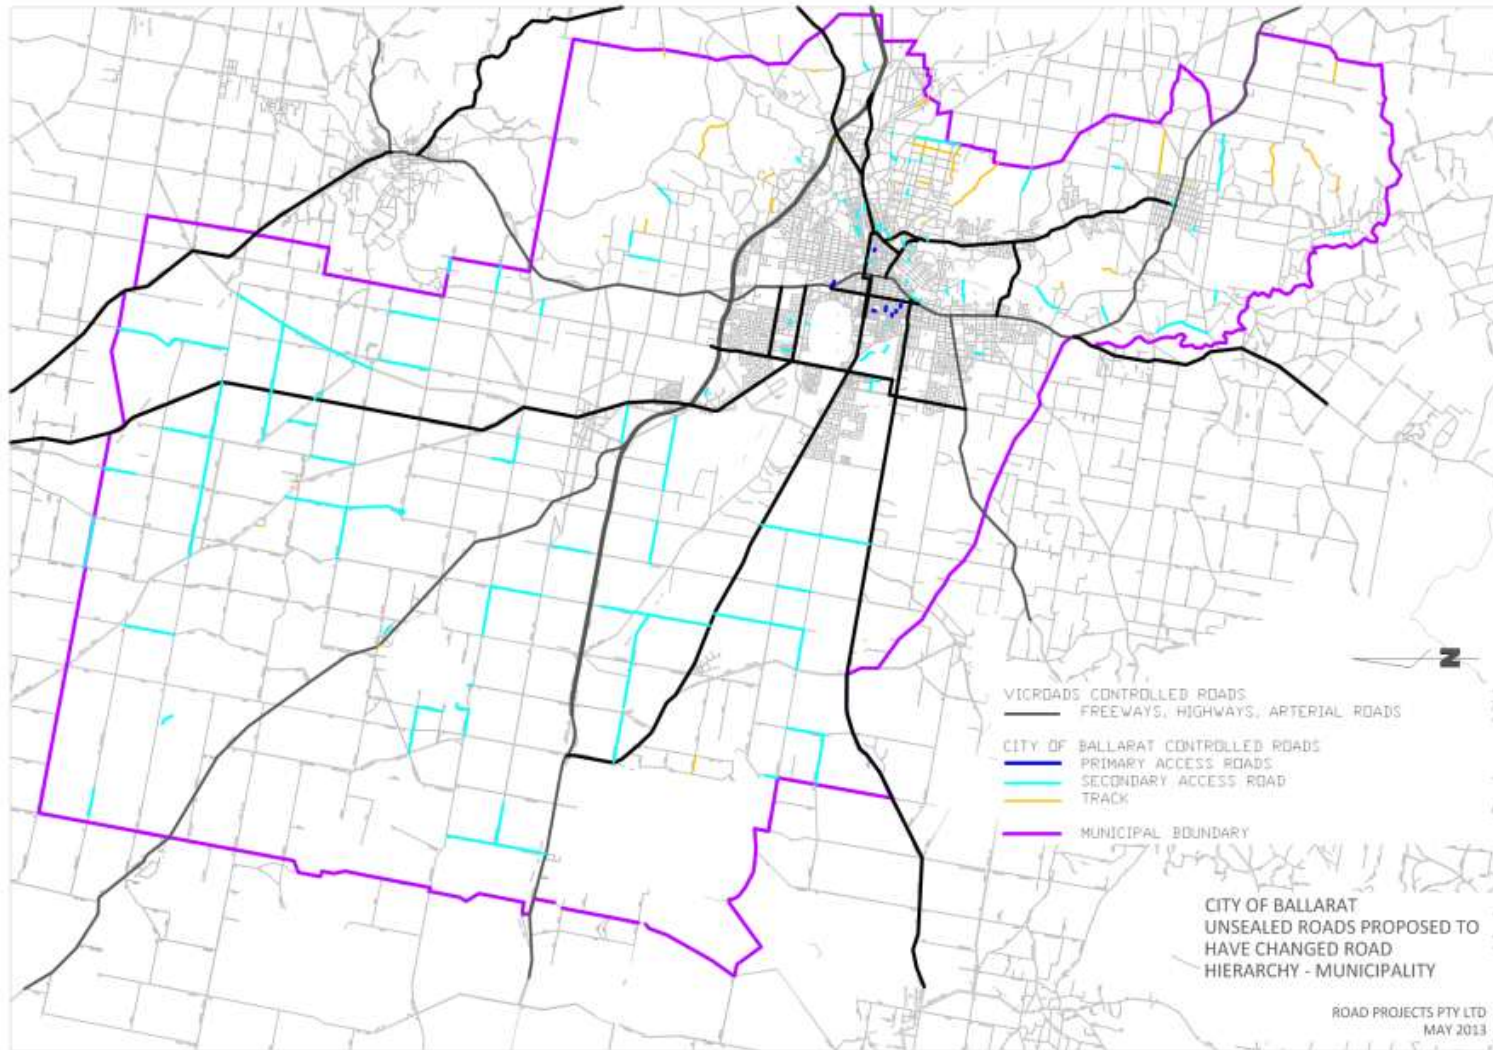 N
VICROADS CONTROLLED ROADS
FREEWAYS, HIGHWAYS, ARTERIAL ROADS
CITY OF BALLARAT CONTROLLED ROADS
PRIMARY ACCESS ROADS
SECONDARY ACCESS ROAD
TRACK
MUNICIPAL BOUNDARY
CITY OF BALLARAT
UNSEALED ROADS PROPOSED TO
HAVE CHANGED ROAD
HIERARCHY - MUNICIPALITY
ROAD PROJECTS PTY LTD
MAY 2013